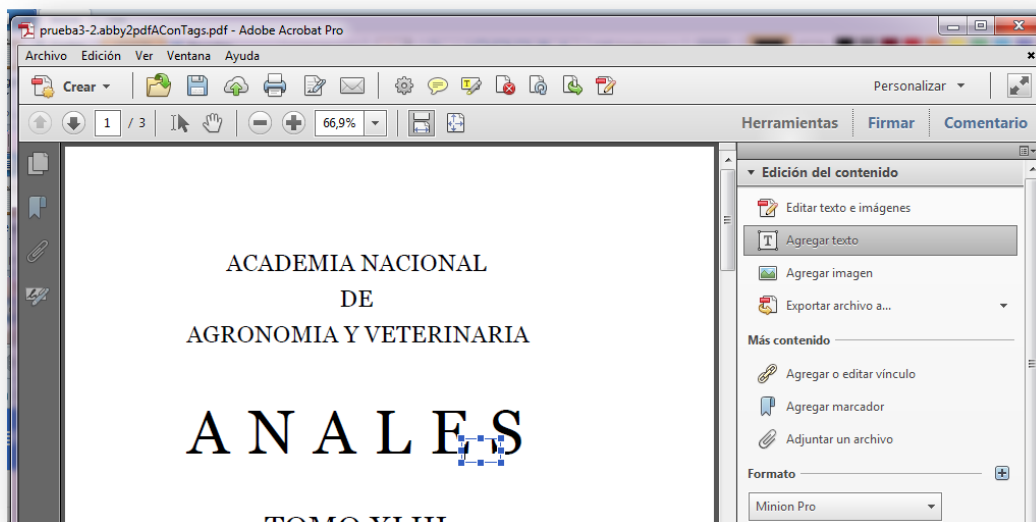 prueba3-2.abby2pdfAConTags.pdf - Adobe Acrobat Pro
Archivo Edición Ver Ventana Ayuda
Crear Personalizar
1 / 3 66,9% Herramientas Firmar Comentario
Edición del contenido
Editar texto e imágenes
Agregar texto
Agregar imagen
Exportar archivo a...
Más contenido
Agregar o editar vínculo
Agregar marcador
Adjuntar un archivo
Formato
Minion Pro
ACADEMIA NACIONAL
DE
AGRONOMIA Y VETERINARIA
A N A L E S
TOMO XLIII